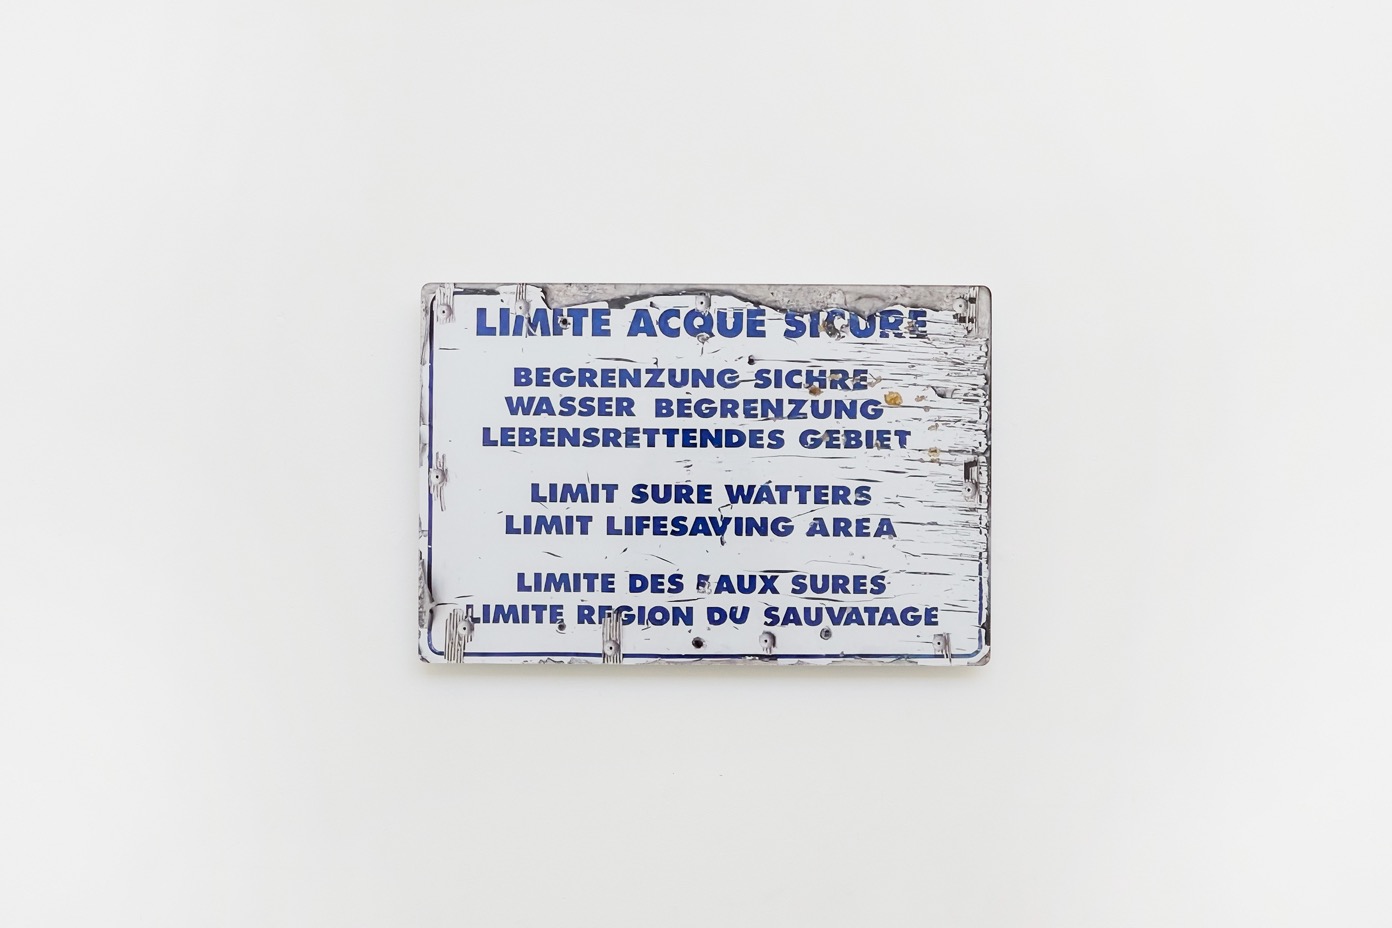 LIMITE ACQUE SICURE
BEGRENZUNG SICHRE
WASSER BEGRENZUNG
LEBENSRETTENDES GEBIET
LIMIT SURE WATTERS
LIMIT LIFESAVING AREA
LIMITE DES EAUX SURES
LIMITE REGION DU SAUVATAGE